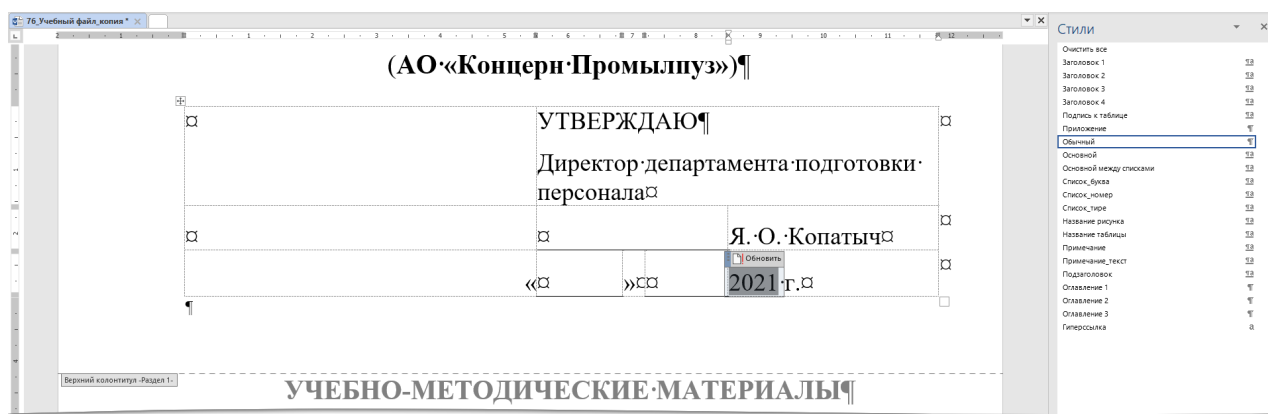 76_Учебный файл_копия *
Стили
(АО·«Концерн·Промылпуз»)¶
УТВЕРЖДАЮ¶
Директор·департамента·подготовки·
персонала¤
Я.·О.·Копатыч¤
Обновить
«¤ »¤¤ 2021·г.¤
¶
Верхний колонтитул -Раздел 1-
УЧЕБНО-МЕТОДИЧЕСКИЕ·МАТЕРИАЛЫ¶
Очистить все
Заголовок 1
Заголовок 2
Заголовок 3
Заголовок 4
Подпись к таблице
Приложение
Обычный
Основной
Основной между списками
Список_буква
Список_номер
Список_тире
Название рисунка
Название таблицы
Примечание
Примечание_текст
Подзаголовок
Оглавление 1
Оглавление 2
Оглавление 3
Гиперссылка